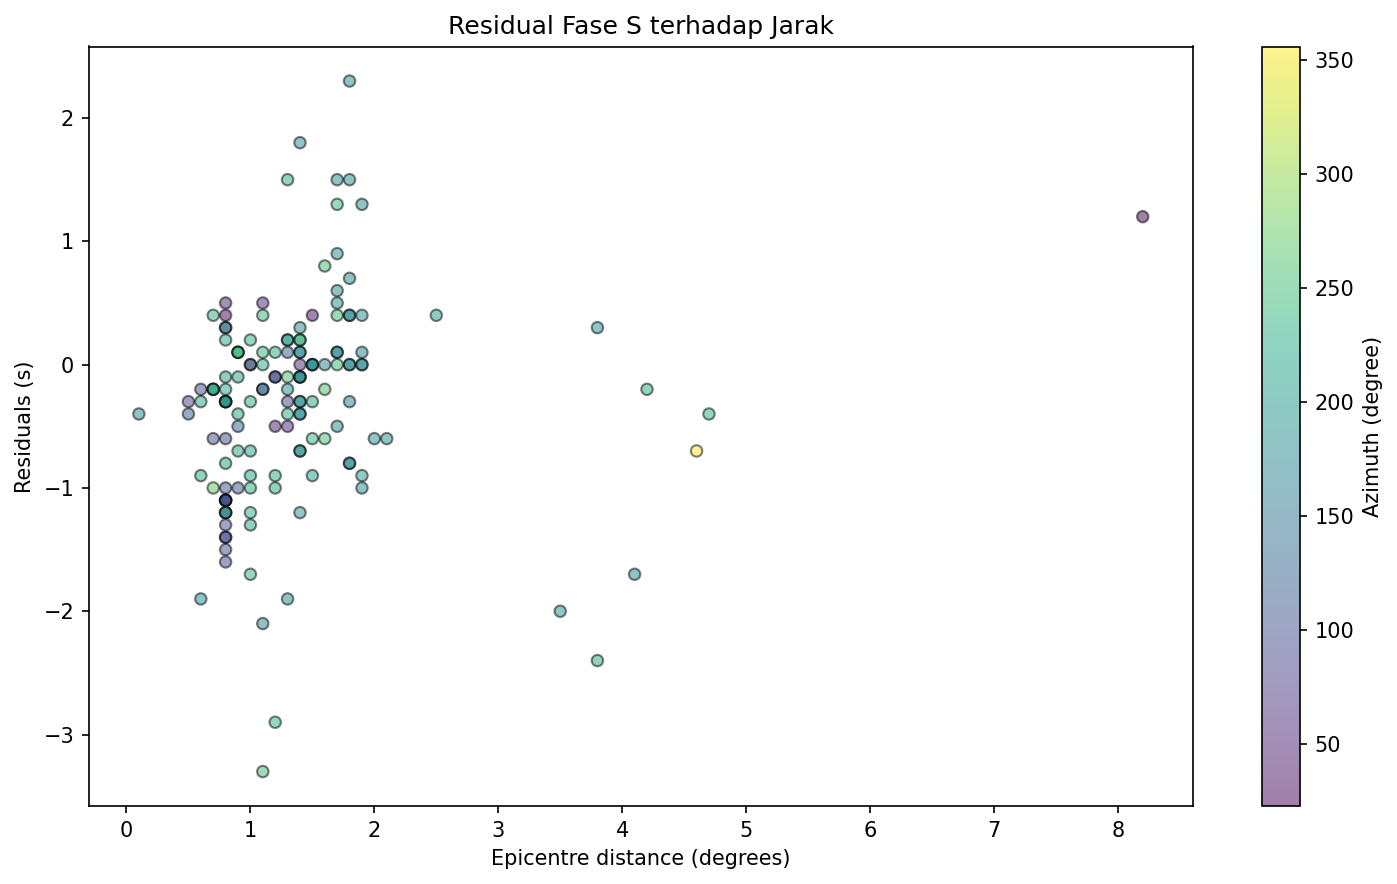 Residual Fase S terhadap Jarak
Residuals (s)
2
1
0
−1
−2
−3
0 1 2 3 4 5 6 7 8
Epicentre distance (degrees)
350
300
250
200
150
100
50
Azimuth (degree)